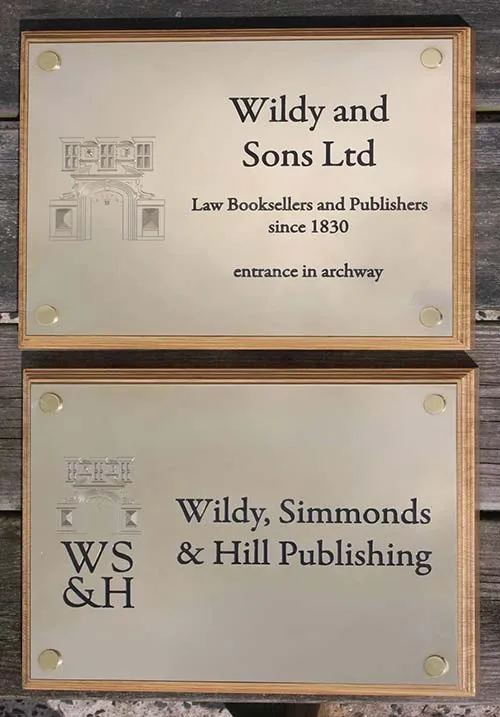 Wildy and
Sons Ltd
Law Booksellers and Publishers
since 1830
entrance in archway
WS
&H
Wildy, Simmonds
& Hill Publishing